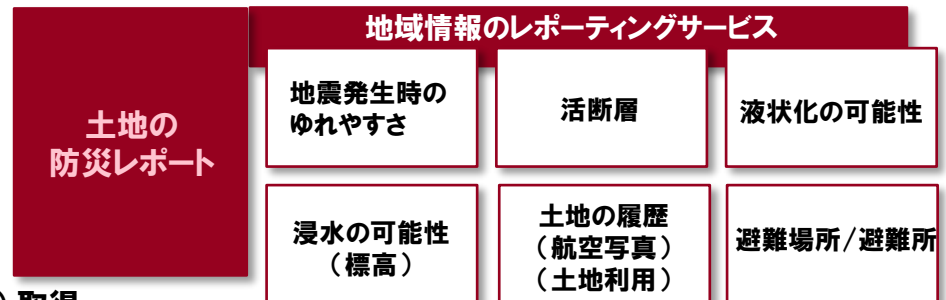 地域情報のレポーティングサービス
土地の
防災レポート
地震発生時の
ゆれやすさ
活断層
液状化の可能性
浸水の可能性
（標高）
土地の履歴
（航空写真）
（土地利用）
避難場所/避難所
）取得